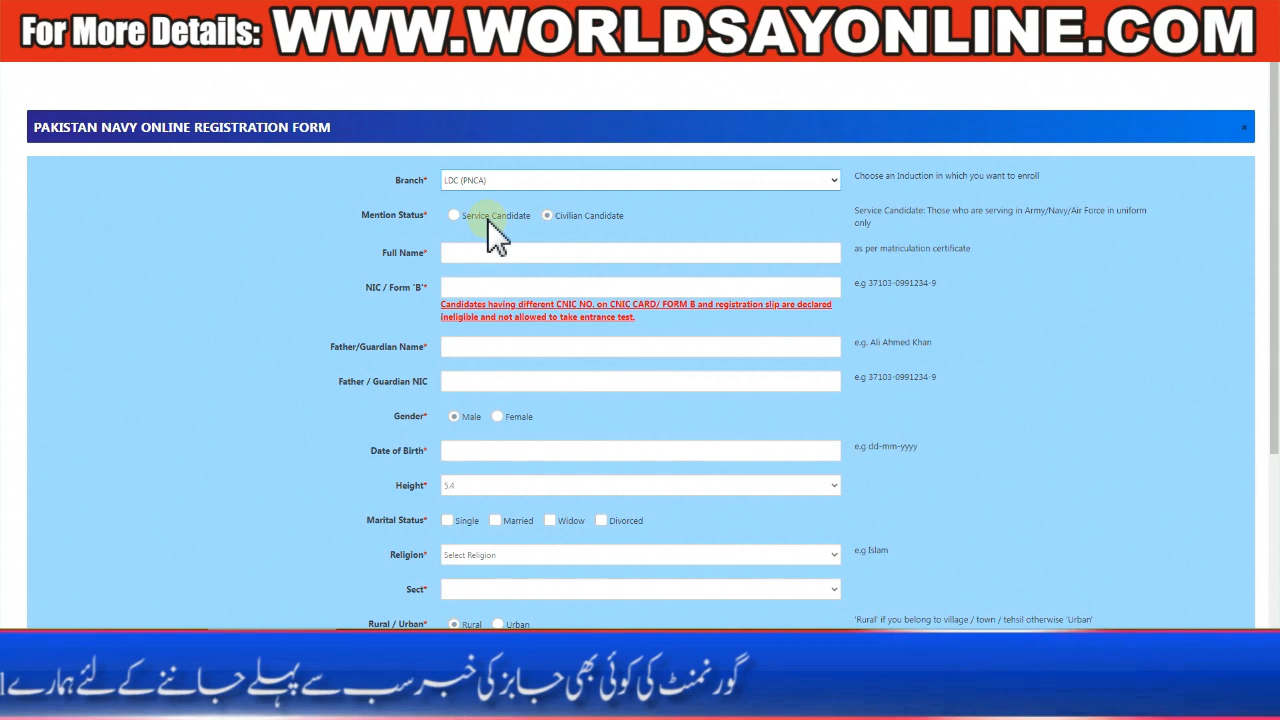 For More Details: WWW.WORLDSAYONLINE.COM
PAKISTAN NAVY ONLINE REGISTRATION FORM
×
Branch* LDC (PNCA) Choose an Induction in which you want to enroll
Mention Status* Service Candidate Civilian Candidate Service Candidate: Those who are serving in Army/Navy/Air Force in uniform
only
Full Name* as per matriculation certificate
NIC / Form 'B'* e.g 37103-0991234-9
Candidates having different CNIC NO. on CNIC CARD/ FORM B and registration slip are declared
ineligible and not allowed to take entrance test.
Father/Guardian Name* e.g. Ali Ahmed Khan
Father / Guardian NIC e.g 37103-0991234-9
Gender* Male Female
Date of Birth* e.g dd-mm-yyyy
Height* 5.4
Marital Status* Single Married Widow Divorced
Religion* Select Religion e.g Islam
Sect*
Rural / Urban* Rural Urban 'Rural' if you belong to village / town / tehsil otherwise 'Urban'
گورنمنٹ کی کوئی بھی جابز کی خبر سب سے پہلے جاننے کے لئے ہمارے